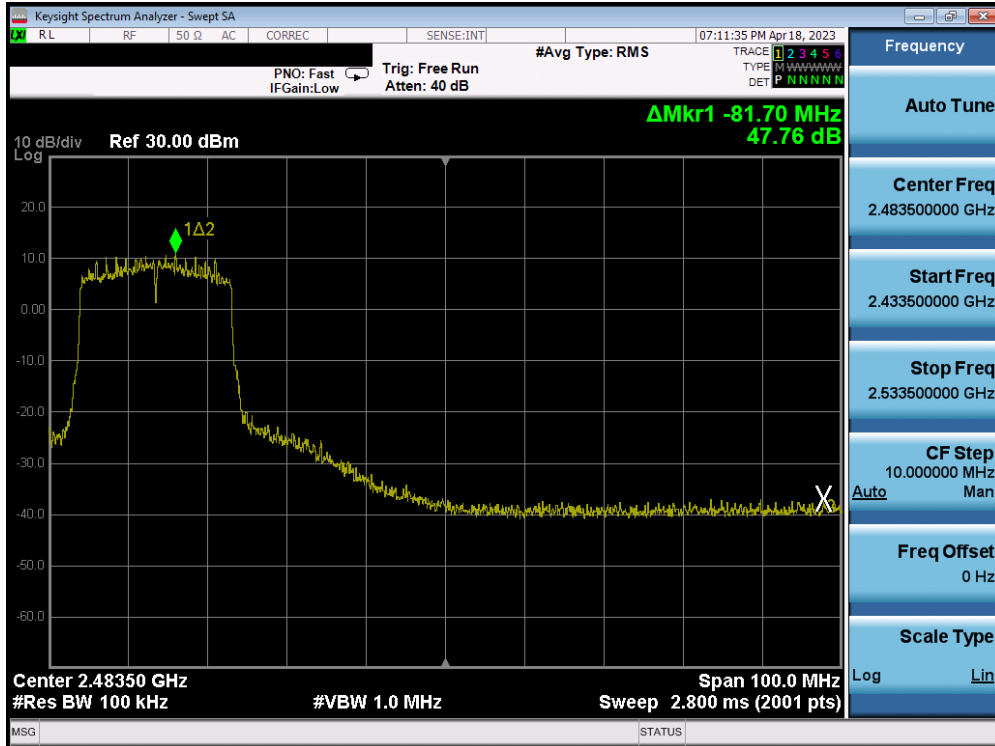 Keysight Spectrum Analyzer - Swept SA
LXI RL RF 50 Ω AC CORREC SENSE:INT 07:11:35 PM Apr 18, 2023
#Avg Type: RMS TRACE 1 2 3 4 5 6
PNO: Fast Trig: Free Run TYPE M W W W W W
IFGain:Low Atten: 40 dB DET P N N N N N
ΔMkr1 -81.70 MHz
47.76 dB
10 dB/div Ref 30.00 dBm
Log
20.0
1Δ2
10.0
0.00
-10.0
-20.0
-30.0
X
-40.0
-50.0
-60.0
Center 2.48350 GHz Span 100.0 MHz
#Res BW 100 kHz #VBW 1.0 MHz Sweep 2.800 ms (2001 pts)
MSG STATUS
Frequency
Auto Tune
Center Freq
2.483500000 GHz
Start Freq
2.433500000 GHz
Stop Freq
2.533500000 GHz
CF Step
10.000000 MHz
Auto Man
Freq Offset
0 Hz
Scale Type
Log Lin